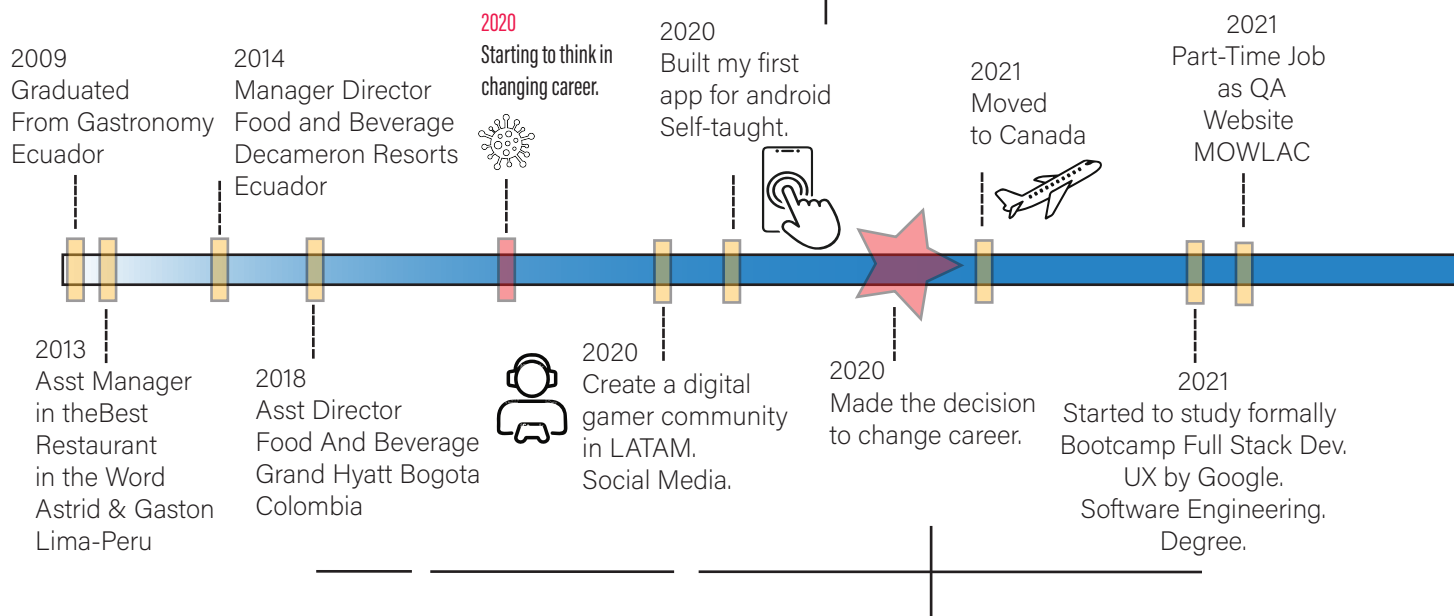 2009
Graduated
From Gastronomy
Ecuador
2013
Asst Manager
in theBest
Restaurant
in the Word
Astrid & Gaston
Lima-Peru
2014
Manager Director
Food and Beverage
Decameron Resorts
Ecuador
2018
Asst Director
Food And Beverage
Grand Hyatt Bogota
Colombia
2020
Starting to think in
changing career.
2020
Create a digital
gamer community
in LATAM.
Social Media.
2020
Built my first
app for android
Self-taught.
2020
Made the decision
to change career.
2021
Moved
to Canada
2021
Started to study formally
Bootcamp Full Stack Dev.
UX by Google.
Software Engineering.
Degree.
2021
Part-Time Job
as QA
Website
MOWLAC